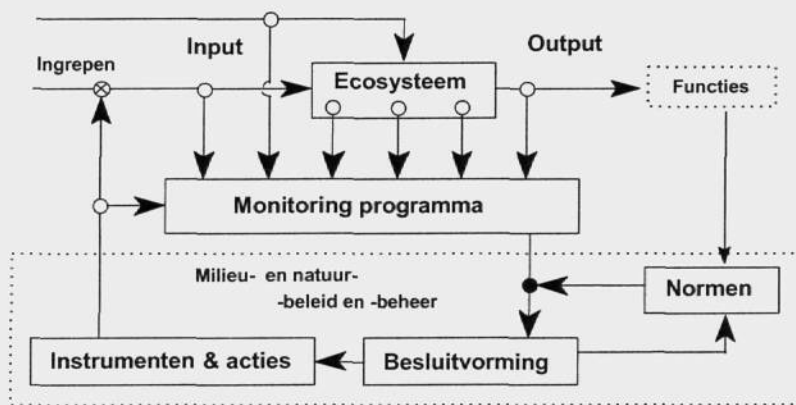 Input
Output
Ingrepen
Ecosysteem
Functies
Monitoring programma
Milieu- en natuur-
-beleid en -beheer
Normen
Instrumenten & acties
Besluitvorming